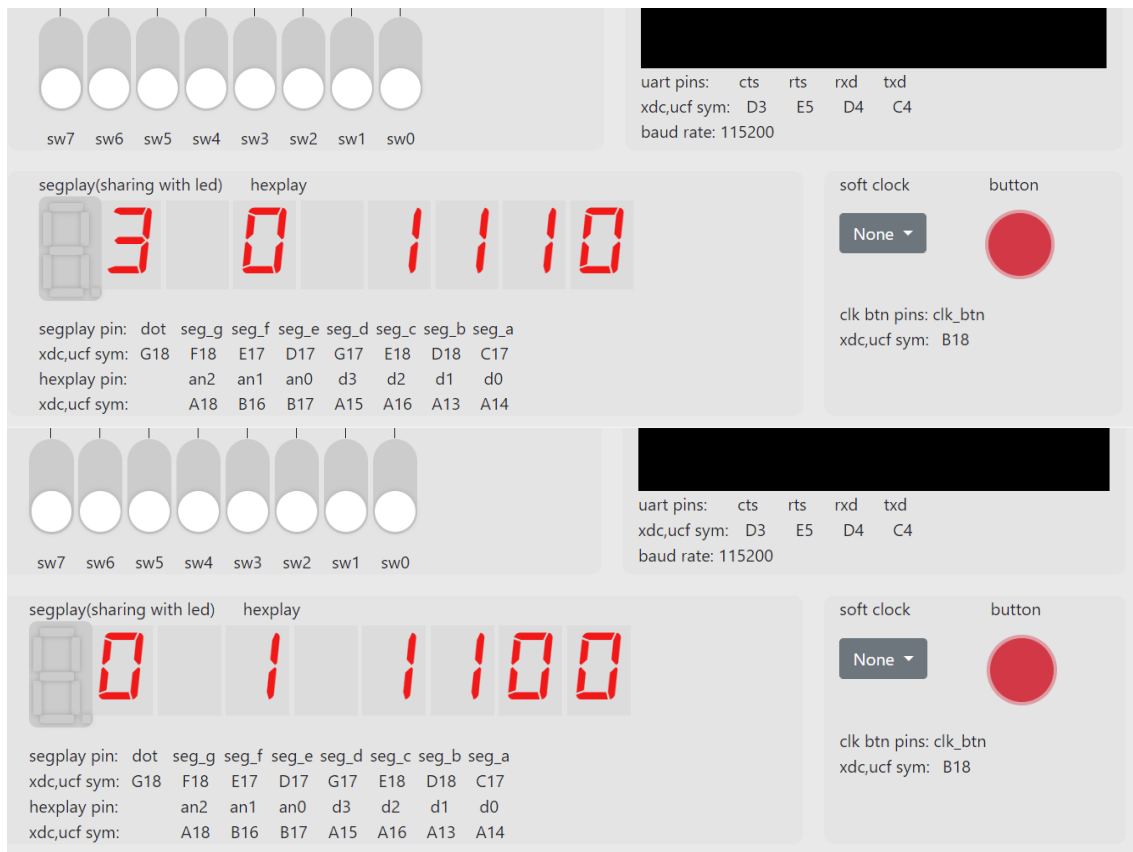 sw7 sw6 sw5 sw4 sw3 sw2 sw1 sw0
uart pins: cts rts rxd txd
xdc,ucf sym: D3 E5 D4 C4
baud rate: 115200
segplay(sharing with led) hexplay
3 0 1 1 1 0
segplay pin: dot seg_g seg_f seg_e seg_d seg_c seg_b seg_a
xdc,ucf sym: G18 F18 E17 D17 G17 E18 D18 C17
hexplay pin: an2 an1 an0 d3 d2 d1 d0
xdc,ucf sym: A18 B16 B17 A15 A16 A13 A14
soft clock button
None
clk btn pins: clk_btn
xdc,ucf sym: B18
sw7 sw6 sw5 sw4 sw3 sw2 sw1 sw0
uart pins: cts rts rxd txd
xdc,ucf sym: D3 E5 D4 C4
baud rate: 115200
segplay(sharing with led) hexplay
0 1 1 1 0 0
segplay pin: dot seg_g seg_f seg_e seg_d seg_c seg_b seg_a
xdc,ucf sym: G18 F18 E17 D17 G17 E18 D18 C17
hexplay pin: an2 an1 an0 d3 d2 d1 d0
xdc,ucf sym: A18 B16 B17 A15 A16 A13 A14
soft clock button
None
clk btn pins: clk_btn
xdc,ucf sym: B18